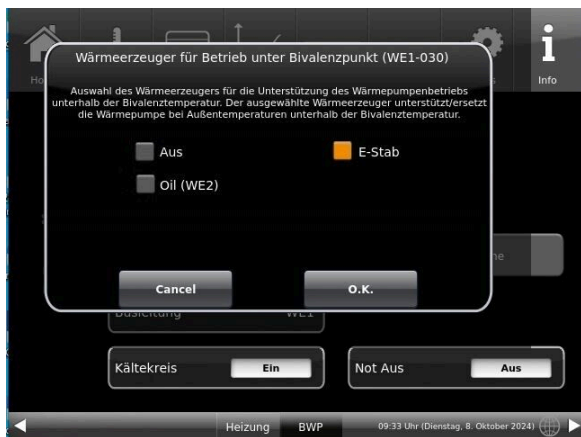 Ho
Info
Wärmeerzeuger für Betrieb unter Bivalenzpunkt (WE1-030)
Auswahl des Wärmeerzeugers für die Unterstützung des Wärmepumpenbetriebs
unterhalb der Bivalenztemperatur. Der ausgewählte Wärmeerzeuger unterstützt/ersetzt
die Wärmepumpe bei Außentemperaturen unterhalb der Bivalenztemperatur.
Aus
E-Stab
Oil (WE2)
Cancel
O.K.
WE1
Kältekreis
Ein
Not Aus
Aus
Heizung
BWP
09:33 Uhr (Dienstag, 8. Oktober 2024)